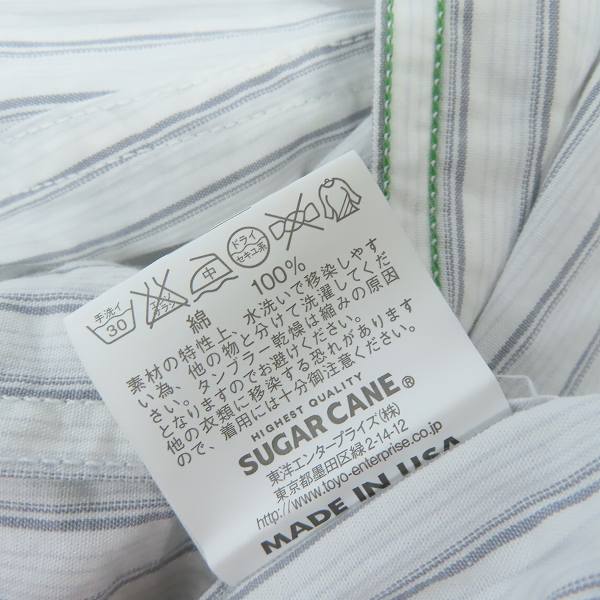 手洗イ
30
エンソ
サラシ
中
ドライ
セキユ系
綿 100%
素材の特性上、水洗いで移染しやす
い為、他の物と分けて洗濯してくだ
さい。タンブラー乾燥は縮みの原因
となりますのでお避けください。
他の衣類に移染する恐れがあります
ので、着用には十分御注意ください。
HIGHEST QUALITY
SUGAR CANE®
東洋エンタープライズ(株)
東京都墨田区緑2-14-12
http://www.toyo-enterprise.co.jp
MADE IN USA